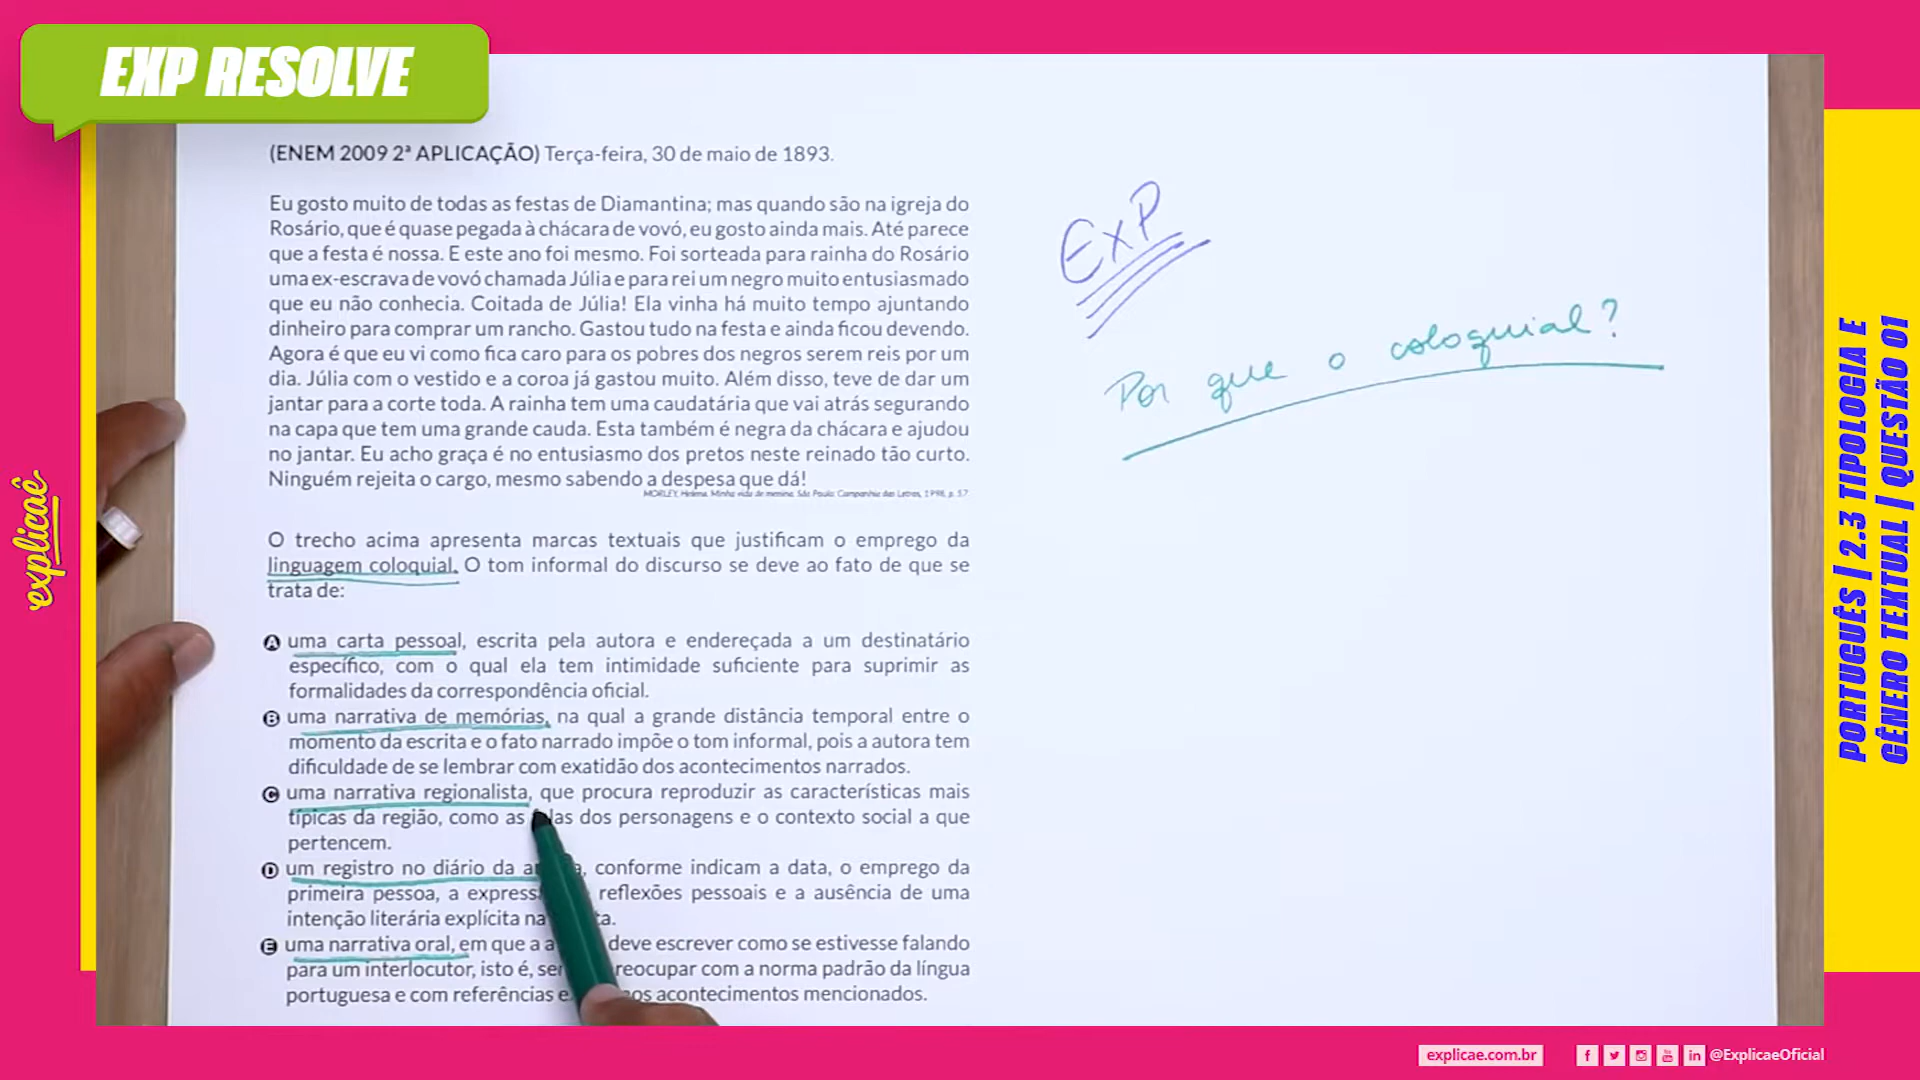 EXP RESOLVE
(ENEM 2009 2ª APLICAÇÃO) Terça-feira, 30 de maio de 1893.
Eu gosto muito de todas as festas de Diamantina; mas quando são na igreja do
Rosário, que é quase pegada à chácara de vovó, eu gosto ainda mais. Até parece
que a festa é nossa. E este ano foi mesmo. Foi sorteada para rainha do Rosário
uma ex-escrava de vovó chamada Júlia e para rei um negro muito entusiasmado
que eu não conhecia. Coitada de Júlia! Ela vinha há muito tempo ajuntando
dinheiro para comprar um rancho. Gastou tudo na festa e ainda ficou devendo.
Agora é que eu vi como fica caro para os pobres dos negros serem reis por um
dia. Júlia com o vestido e a coroa já gastou muito. Além disso, teve de dar um
jantar para a corte toda. A rainha tem uma caudatária que vai atrás segurando
na capa que tem uma grande cauda. Esta também é negra da chácara e ajudou
no jantar. Eu acho graça é no entusiasmo dos pretos neste reinado tão curto.
Ninguém rejeita o cargo, mesmo sabendo a despesa que dá!
MORLEY, Helena. Minha vida de menina. São Paulo: Companhia das Letras, 1998, p. 57.
O trecho acima apresenta marcas textuais que justificam o emprego da
linguagem coloquial. O tom informal do discurso se deve ao fato de que se
trata de:
A uma carta pessoal, escrita pela autora e endereçada a um destinatário
específico, com o qual ela tem intimidade suficiente para suprimir as
formalidades da correspondência oficial.
B uma narrativa de memórias, na qual a grande distância temporal entre o
momento da escrita e o fato narrado impõe o tom informal, pois a autora tem
dificuldade de se lembrar com exatidão dos acontecimentos narrados.
C uma narrativa regionalista, que procura reproduzir as características mais
típicas da região, como as falas dos personagens e o contexto social a que
pertencem.
D um registro no diário da a, conforme indicam a data, o emprego da
primeira pessoa, a express reflexões pessoais e a ausência de uma
intenção literária explícita na ta.
E uma narrativa oral, em que a a deve escrever como se estivesse falando
para um interlocutor, isto é, se reocupar com a norma padrão da língua
portuguesa e com referências e os acontecimentos mencionados.
ExP
Por que o coloquial?
explicaê
PORTUGUÊS | 2.3 TIPOLOGIA E
GÊNERO TEXTUAL | QUESTÃO 01
explicae.com.br
@ExplicaeOficial